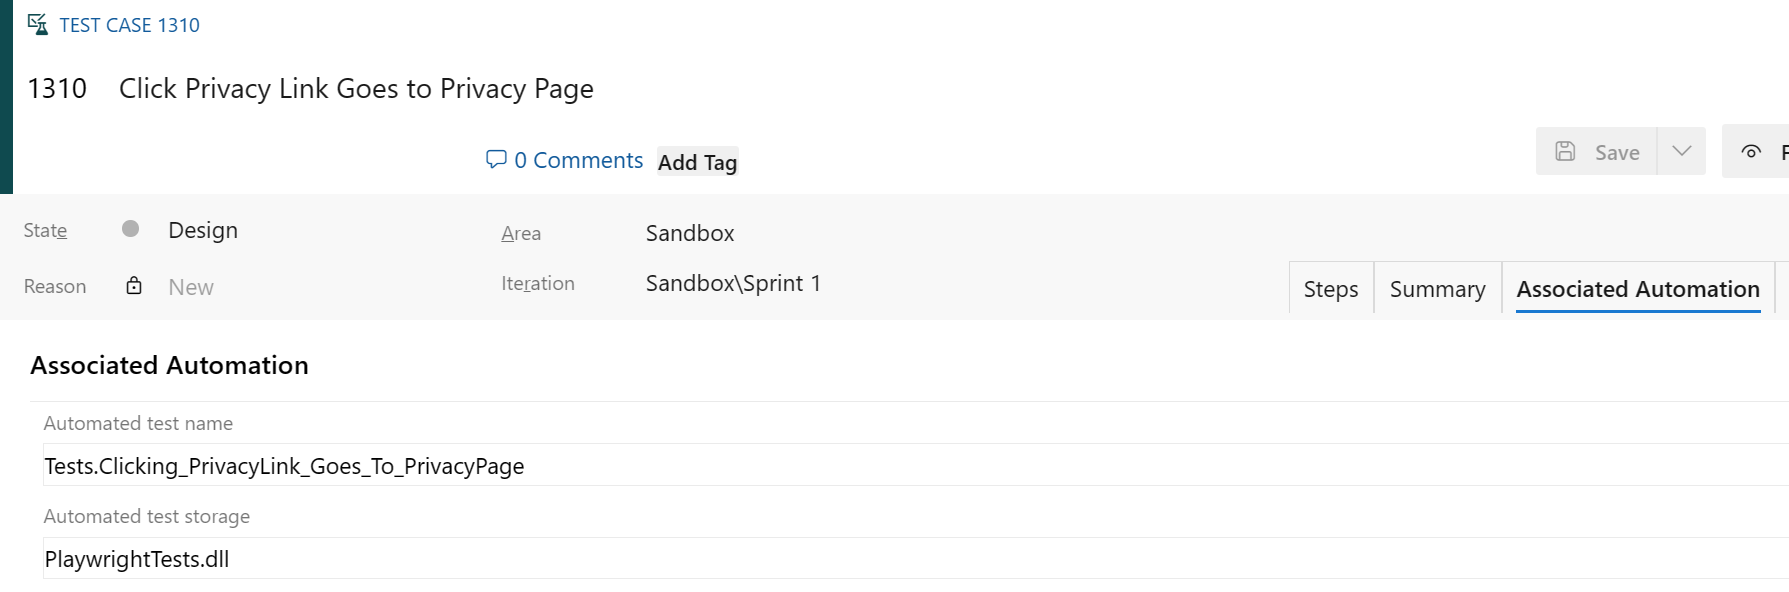 TEST CASE 1310
1310 Click Privacy Link Goes to Privacy Page
0 Comments Add Tag
Save
State Design
Area Sandbox
Reason New
Iteration Sandbox\Sprint 1
Steps Summary Associated Automation
Associated Automation
Automated test name
Tests.Clicking_PrivacyLink_Goes_To_PrivacyPage
Automated test storage
PlaywrightTests.dll